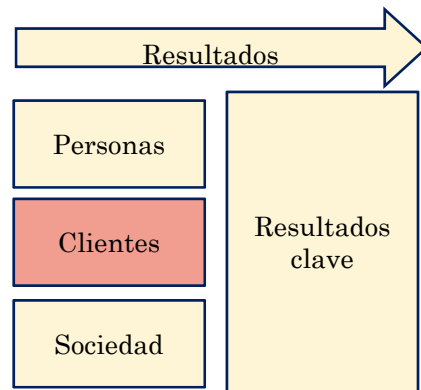 Resultados
Personas
Clientes
Sociedad
Resultados
clave